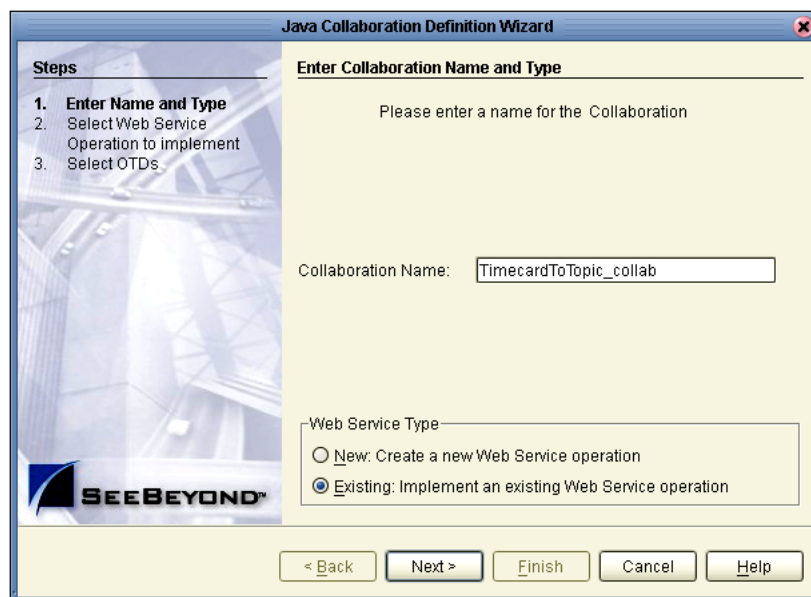 Java Collaboration Definition Wizard
Steps
1. Enter Name and Type
2. Select Web Service
Operation to implement
3. Select OTDs
SEEBEYOND™
Enter Collaboration Name and Type
Please enter a name for the Collaboration
Collaboration Name: TimecardToTopic_collab
Web Service Type
New: Create a new Web Service operation
Existing: Implement an existing Web Service operation
< Back Next > Finish Cancel Help